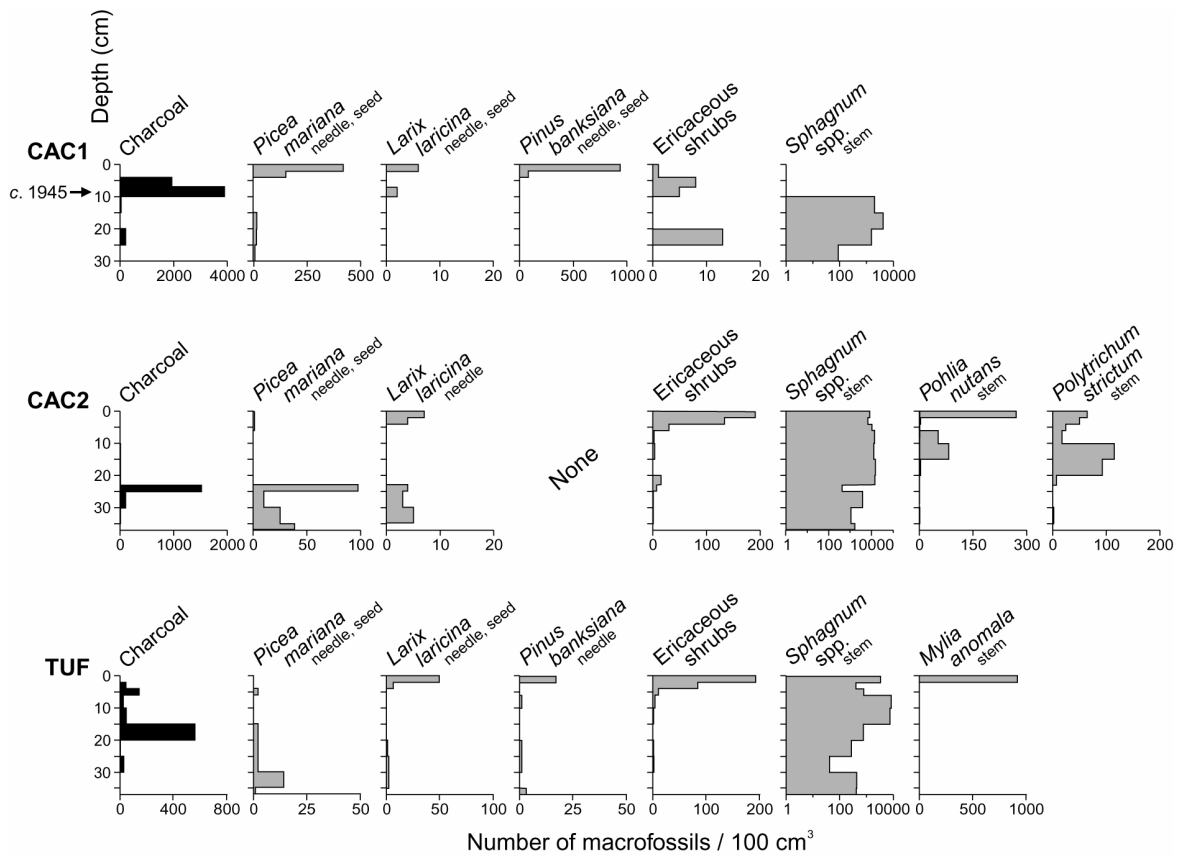 Depth (cm)
CAC1
Charcoal
Picea
mariana
needle, seed
Larix
laricina
needle, seed
Pinus
banksiana
needle, seed
Ericaceous
shrubs
Sphagnum
spp.
stem
c. 1945
0
10
20
30
0 2000 4000
0 250 500
0 10 20
0 500 1000
0 10 20
1 100 10000
CAC2
Charcoal
Picea
mariana
needle, seed
Larix
laricina
needle
None
Ericaceous
shrubs
Sphagnum
spp.
stem
Pohlia
nutans
stem
Polytrichum
strictum
stem
0
10
20
30
0 1000 2000
0 50 100
0 10 20
0 100 200
1 100 10000
0 150 300
0 100 200
TUF
Charcoal
Picea
mariana
needle, seed
Larix
laricina
needle, seed
Pinus
banksiana
needle
Ericaceous
shrubs
Sphagnum
spp.
stem
Mylia
anomala
stem
0
10
20
30
0 400 800
0 25 50
0 50 100
0 25 50
0 100 200
1 100 10000
0 500 1000
Number of macrofossils / 100 cm³